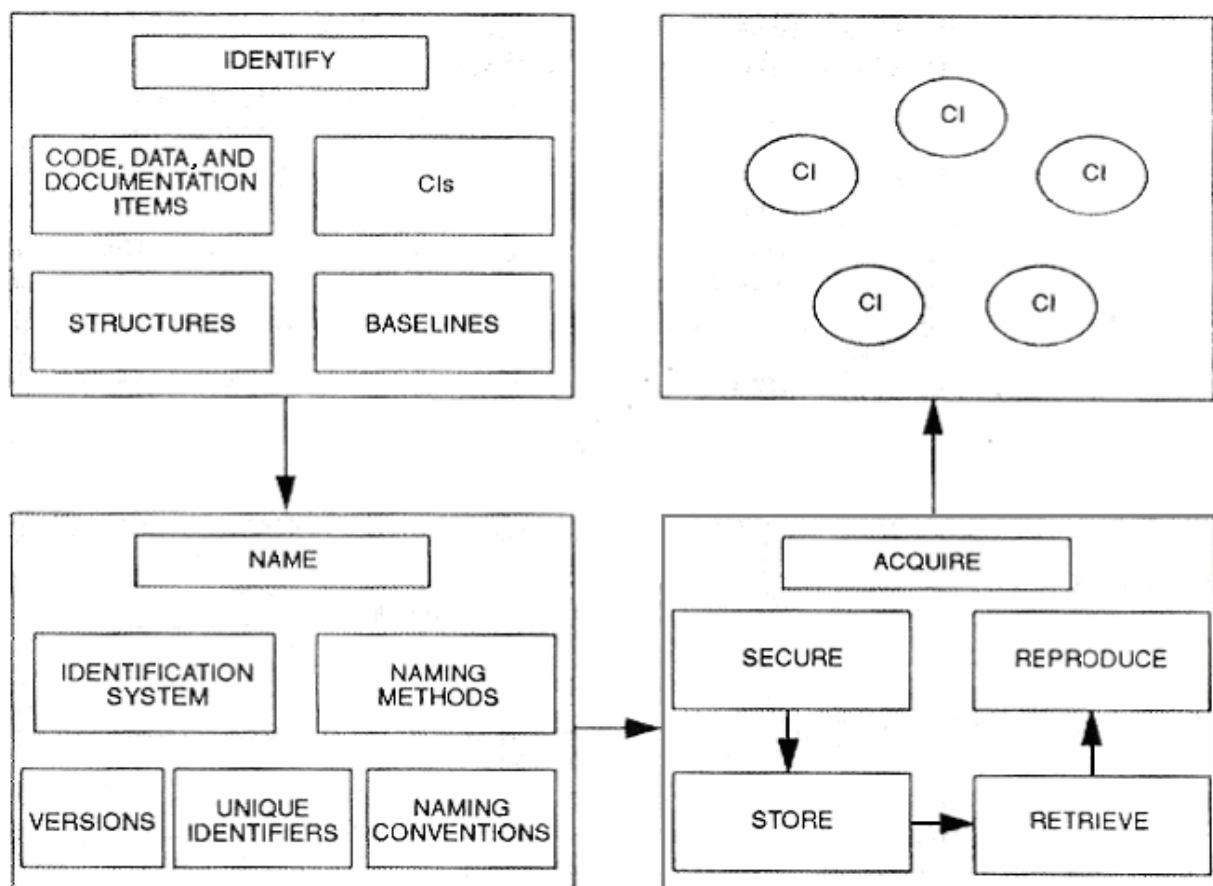 IDENTIFY
CODE, DATA, AND
DOCUMENTATION
ITEMS
CIs
STRUCTURES
BASELINES
CI
CI
CI
CI
CI
NAME
IDENTIFICATION
SYSTEM
NAMING
METHODS
VERSIONS
UNIQUE
IDENTIFIERS
NAMING
CONVENTIONS
ACQUIRE
SECURE
REPRODUCE
STORE
RETRIEVE